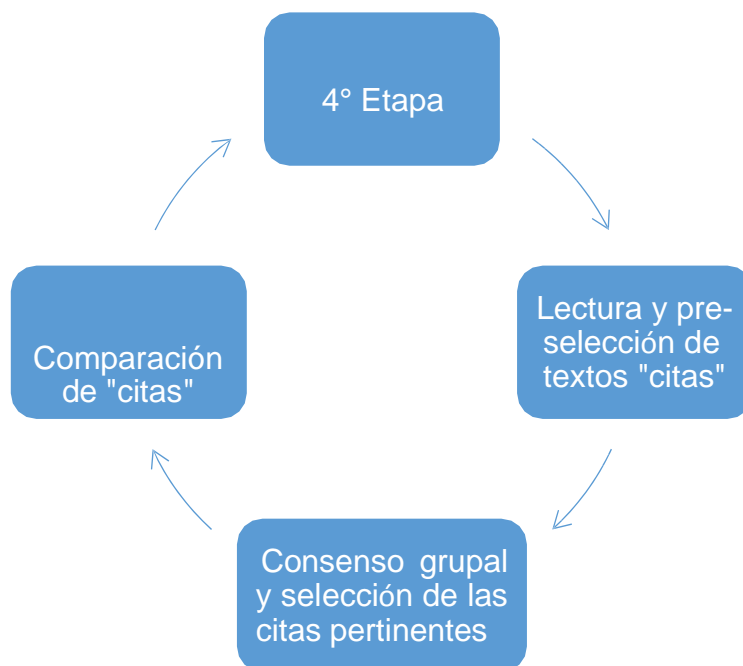 4° Etapa
Lectura y pre-
selección de
textos "citas"
Consenso grupal
y selección de las
citas pertinentes
Comparación
de "citas"